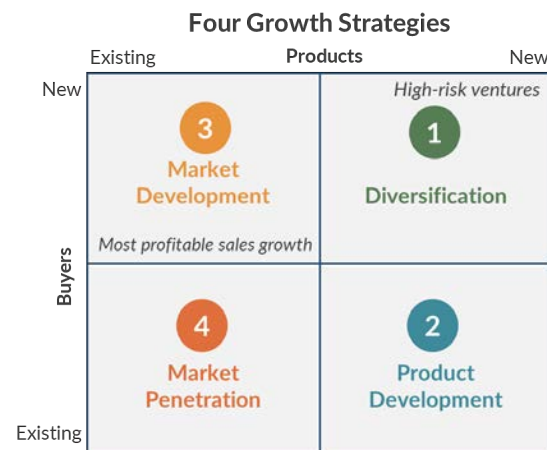 Four Growth Strategies
Existing Products New
New
High-risk ventures
3
Market
Development
Most profitable sales growth
1
Diversification
Buyers
4
Market
Penetration
2
Product
Development
Existing